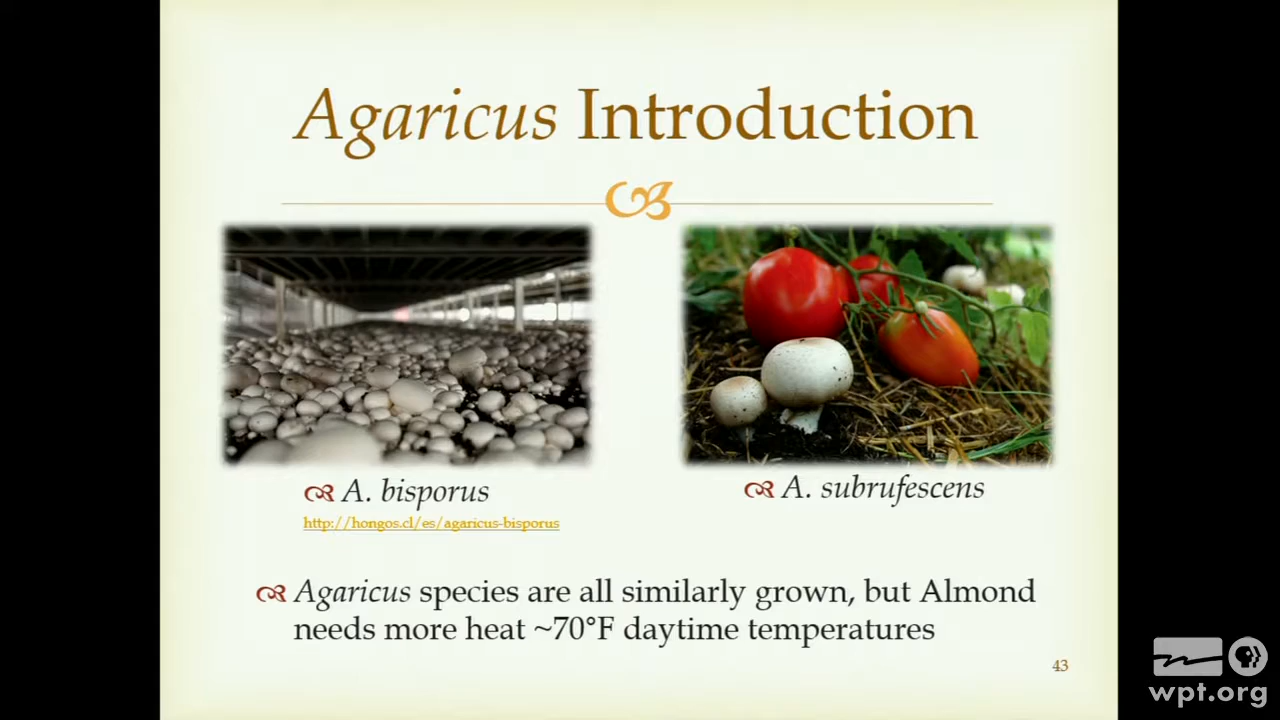 Agaricus Introduction
A. bisporus
http://hongos.cl/es/agaricus-bisporus
A. subrufescens
Agaricus species are all similarly grown, but Almond
needs more heat ~70°F daytime temperatures
43
wpt.org